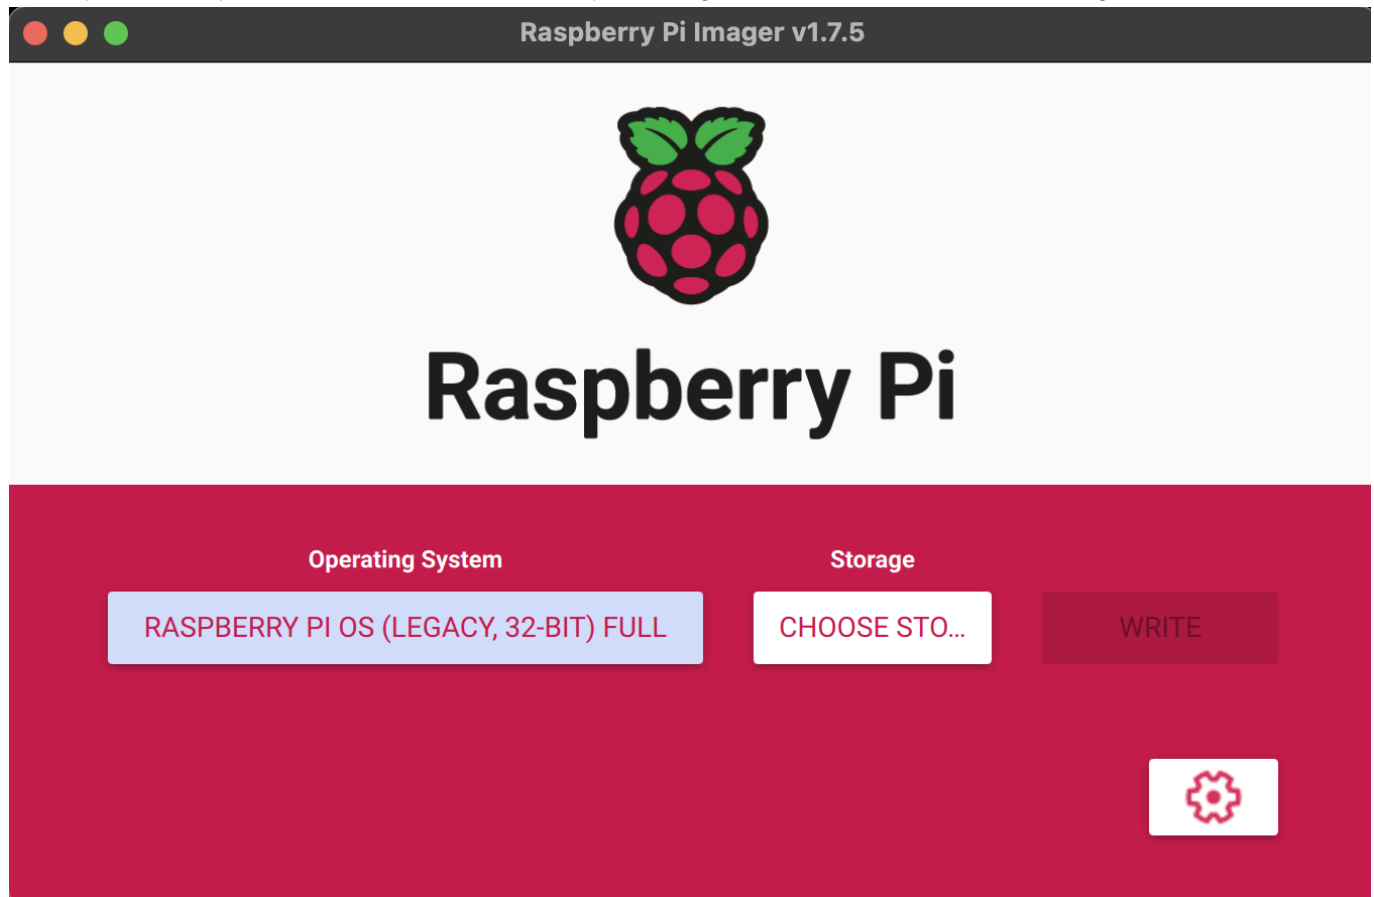 Raspberry Pi Imager v1.7.5
Raspberry Pi
Operating System
Storage
RASPBERRY PI OS (LEGACY, 32-BIT) FULL
CHOOSE STO...
WRITE